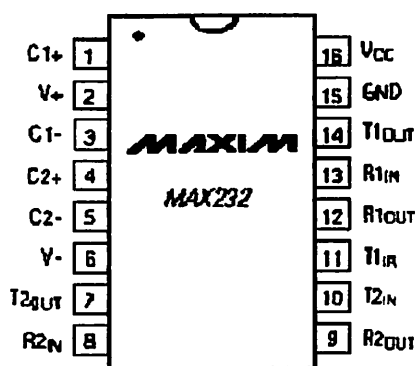 C1+ 1 16 VCC
V+ 2 15 GND
C1- 3 14 T1OUT
MAXIM
C2+ 4 13 R1IN
MAX232
C2- 5 12 R1OUT
V- 6 11 T1IN
T2OUT 7 10 T2IN
R2IN 8 9 R2OUT